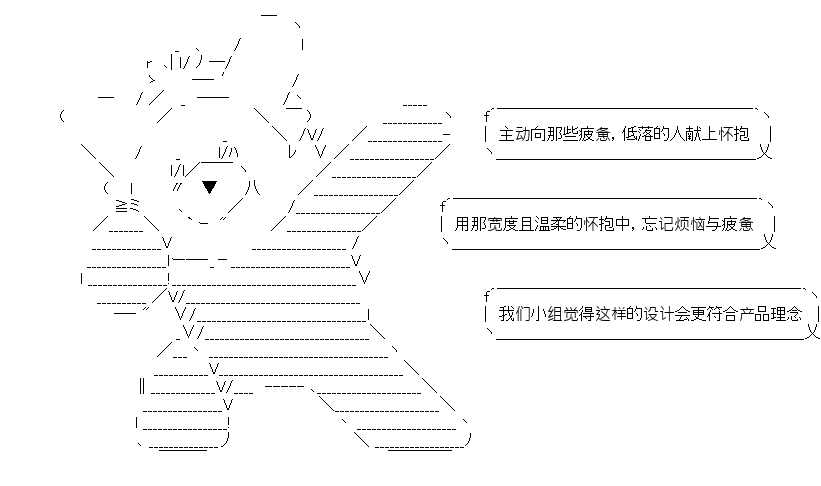 主动向那些疲惫，低落的人献上怀抱
用那宽度且温柔的怀抱中，忘记烦恼与疲惫
我们小组觉得这样的设计会更符合产品理念